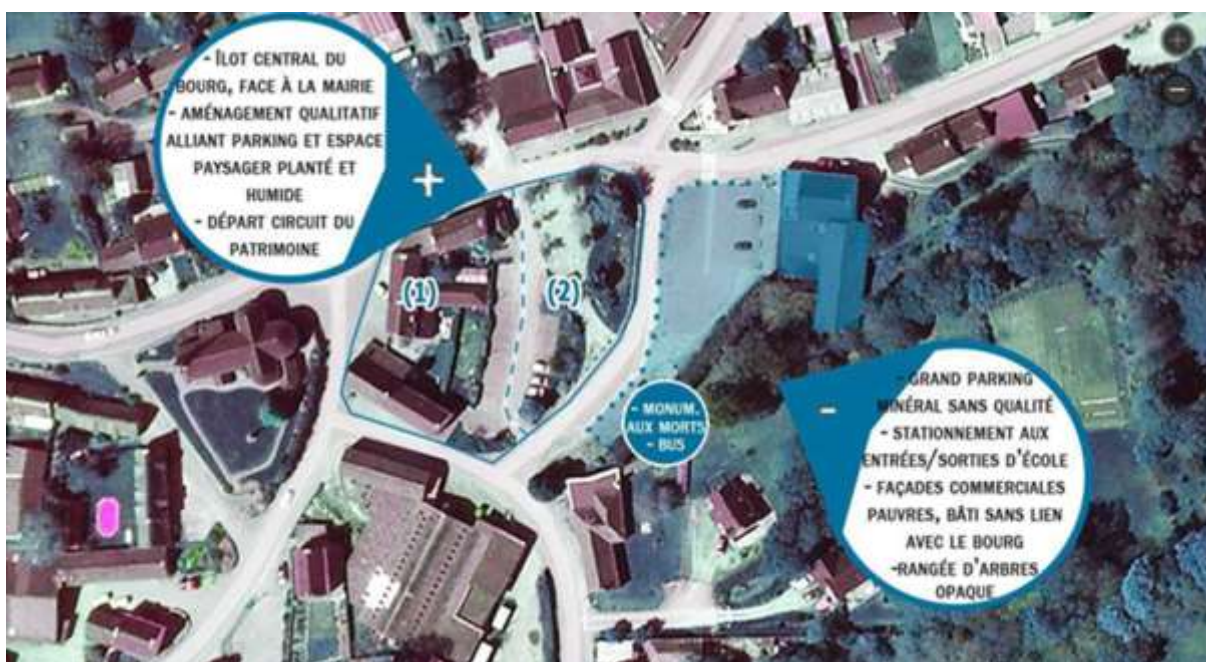 - ÎLOT CENTRAL DU
BOURG, FACE À LA MAIRIE
- AMÉNAGEMENT QUALITATIF
ALLIANT PARKING ET ESPACE
PAYSAGER PLANTÉ ET
HUMIDE
- DÉPART CIRCUIT DU
PATRIMOINE
+
(1)
(2)
- MONUM.
AUX MORTS
- BUS
-
- GRAND PARKING
MINÉRAL SANS QUALITÉ
- STATIONNEMENT AUX
ENTRÉES/SORTIES D'ÉCOLE
- FAÇADES COMMERCIALES
PAUVRES, BÂTI SANS LIEN
AVEC LE BOURG
-RANGÉE D'ARBRES
OPAQUE
+
-